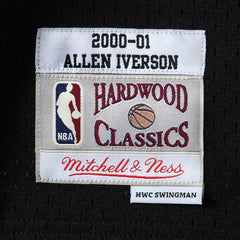 2000-01
ALLEN IVERSON
NBA
HARDWOOD
CLASSICS
Mitchell & Ness
HWC SWINGMAN